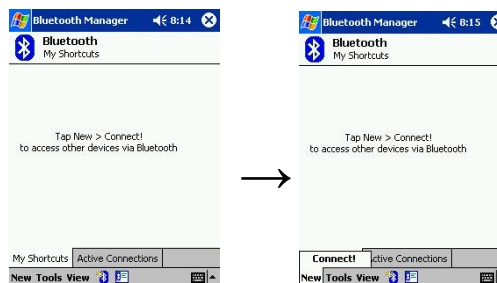 Bluetooth Manager 8:14
Bluetooth
My Shortcuts
Tap New > Connect!
to access other devices via Bluetooth
My Shortcuts Active Connections
New Tools View
Bluetooth Manager 8:15
Bluetooth
My Shortcuts
Tap New > Connect!
to access other devices via Bluetooth
Connect! ctive Connections
New Tools View